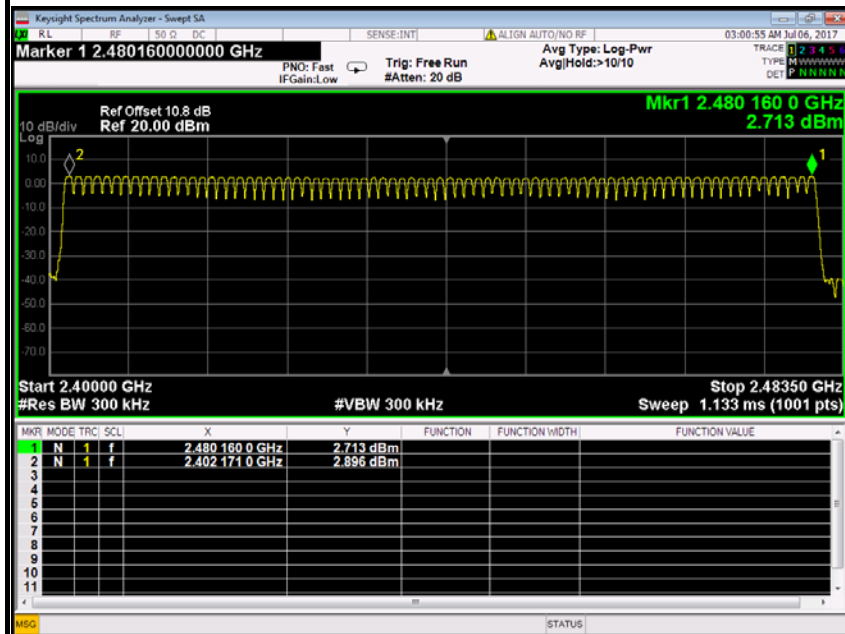 Keysight Spectrum Analyzer - Swept SA
RL RF 50 Ω DC SENSE:INT ALIGN AUTO/NO RF 03:00:55 AM Jul 06, 2017
Marker 1 2.480160000000 GHz Avg Type: Log-Pwr TRACE 1 2 3 4 5 6
PNO: Fast Trig: Free Run Avg|Hold:>10/10 TYPE M WWWWW
IFGain:Low #Atten: 20 dB DET P N N N N N
Mkr1 2.480 160 0 GHz
Ref Offset 10.8 dB
10 dB/div Ref 20.00 dBm 2.713 dBm
Log
10.0
2
1
0.00
-10.0
-20.0
-30.0
-40.0
-50.0
-60.0
-70.0
Start 2.40000 GHz Stop 2.48350 GHz
#Res BW 300 kHz #VBW 300 kHz Sweep 1.133 ms (1001 pts)
MKR MODE TRC SCL X Y FUNCTION FUNCTION WIDTH FUNCTION VALUE
1 N 1 f 2.480 160 0 GHz 2.713 dBm
2 N 1 f 2.402 171 0 GHz 2.896 dBm
3
4
5
6
7
8
9
10
11
MSG STATUS